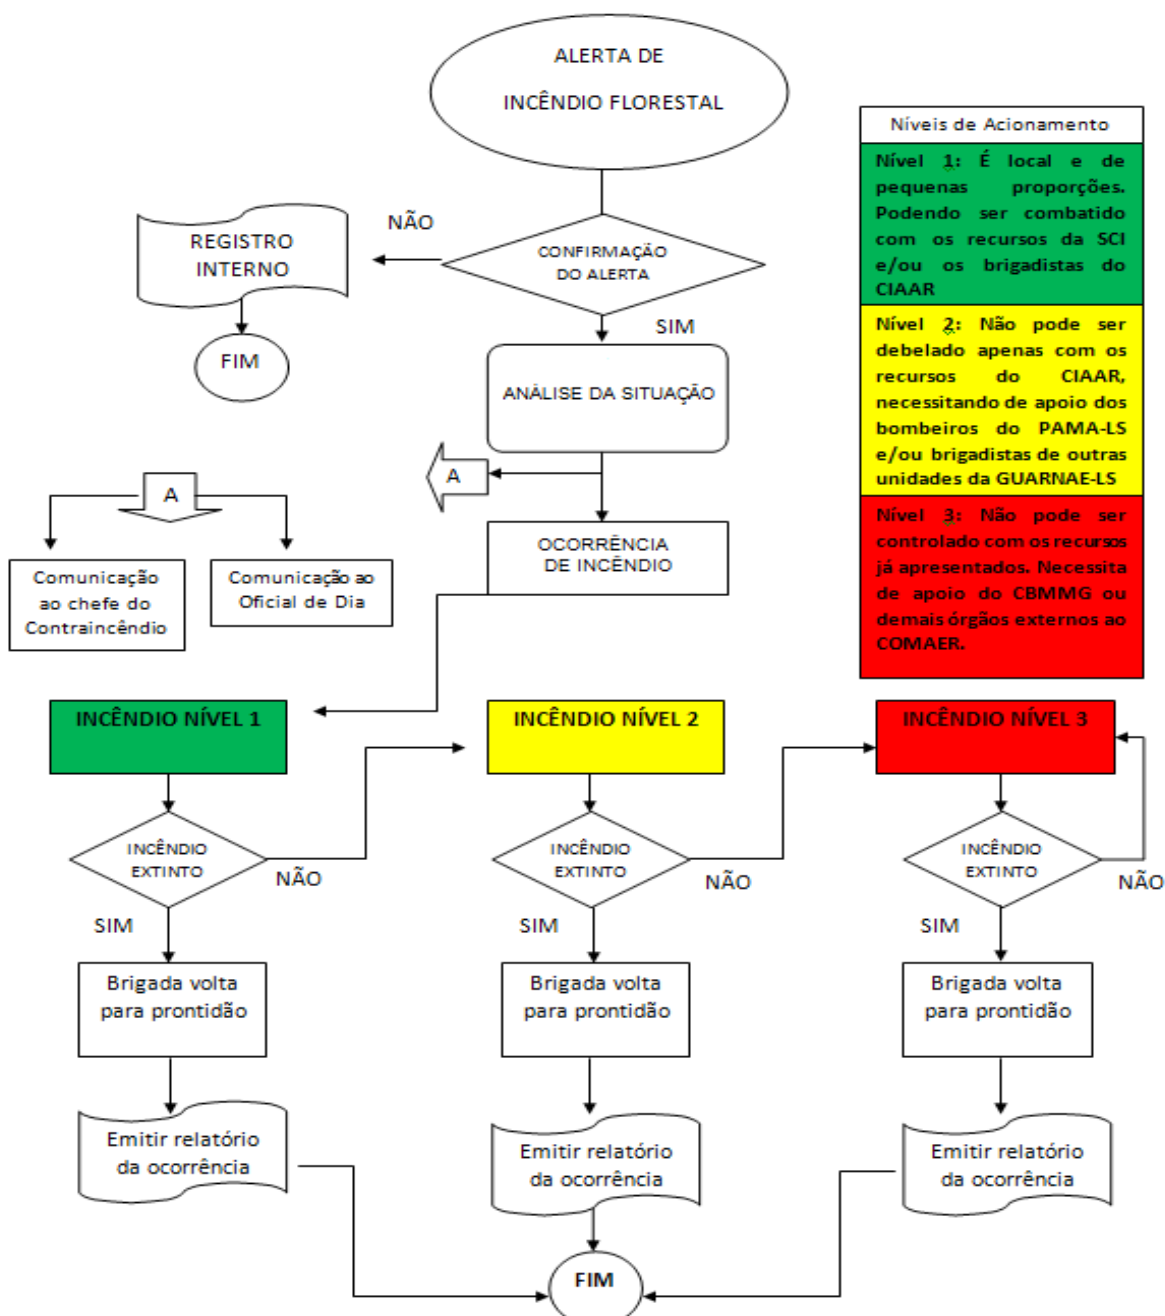 ALERTA DE
INCÊNDIO FLORESTAL
Níveis de Acionamento
Nível 1: É local e de
pequenas proporções.
Podendo ser combatido
com os recursos da SCI
e/ou os brigadistas do
CIAAR
Nível 2: Não pode ser
debelado apenas com os
recursos do CIAAR,
necessitando de apoio dos
bombeiros do PAMA-LS
e/ou brigadistas de outras
unidades da GUARNAE-LS
Nível 3: Não pode ser
controlado com os recursos
já apresentados. Necessita
de apoio do CBMMG ou
demais órgãos externos ao
COMAER.
NÃO
REGISTRO
INTERNO
CONFIRMAÇÃO
DO ALERTA
SIM
FIM
ANÁLISE DA SITUAÇÃO
A
A
OCORRÊNCIA
DE INCÊNDIO
Comunicação
ao chefe do
Contraincêndio
Comunicação ao
Oficial de Dia
INCÊNDIO NÍVEL 1
INCÊNDIO NÍVEL 2
INCÊNDIO NÍVEL 3
INCÊNDIO
EXTINTO
NÃO
INCÊNDIO
EXTINTO
NÃO
INCÊNDIO
EXTINTO
NÃO
SIM
SIM
SIM
Brigada volta
para prontidão
Brigada volta
para prontidão
Brigada volta
para prontidão
Emitir relatório
da ocorrência
Emitir relatório
da ocorrência
Emitir relatório
da ocorrência
FIM